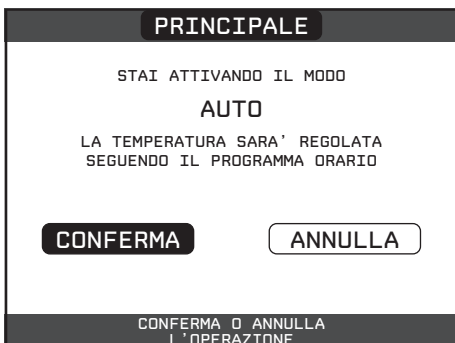 PRINCIPALE
STAI ATTIVANDO IL MODO
AUTO
LA TEMPERATURA SARA' REGOLATA
SEGUENDO IL PROGRAMMA ORARIO
CONFERMA ANNULLA
CONFERMA O ANNULLA
L'OPERAZIONE